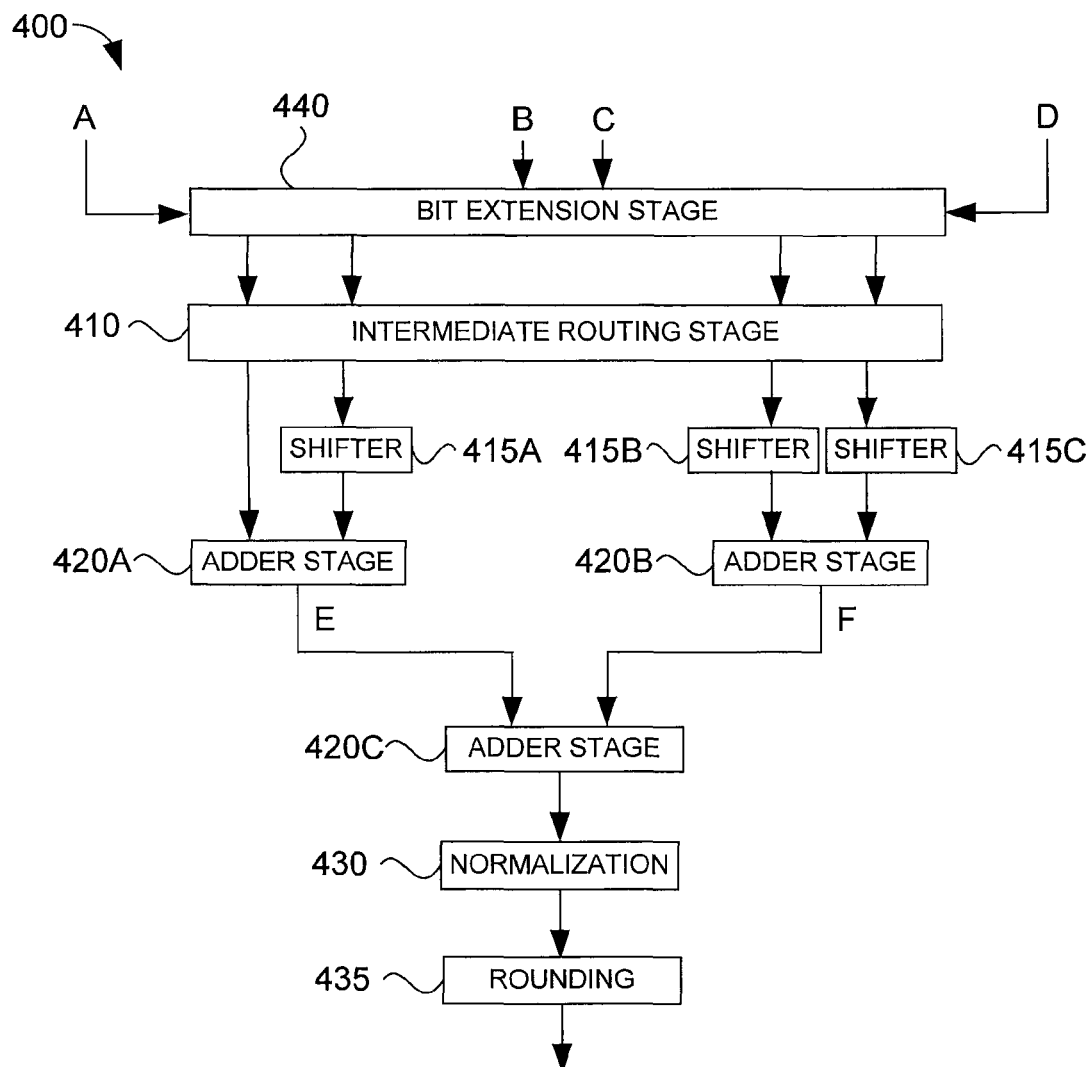 400
A
440
B
C
D
BIT EXTENSION STAGE
410
INTERMEDIATE ROUTING STAGE
SHIFTER
415A
415B
SHIFTER
SHIFTER
415C
420A
ADDER STAGE
420B
ADDER STAGE
E
F
420C
ADDER STAGE
430
NORMALIZATION
435
ROUNDING